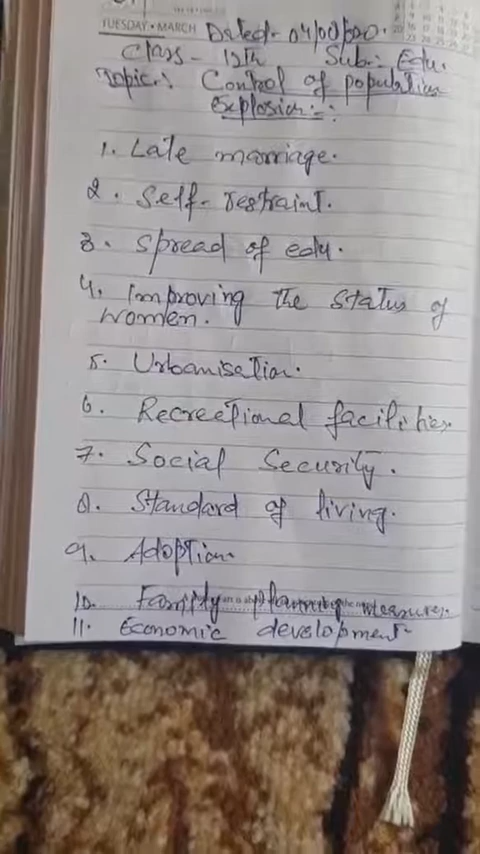 TUESDAY • MARCH Dated- 04/08/020.
Class - 12th Sub:- Edu.
Topic:- Control of population
Explosion:-:
1. Late marriage.
2. Self-restraint.
3. Spread of edu.
4. Improving the status of
women.
5. Urbanisation.
6. Recreational facilities.
7. Social Security.
8. Standard of living.
9. Adoption.
10. Family planning measures.
11. Economic development-